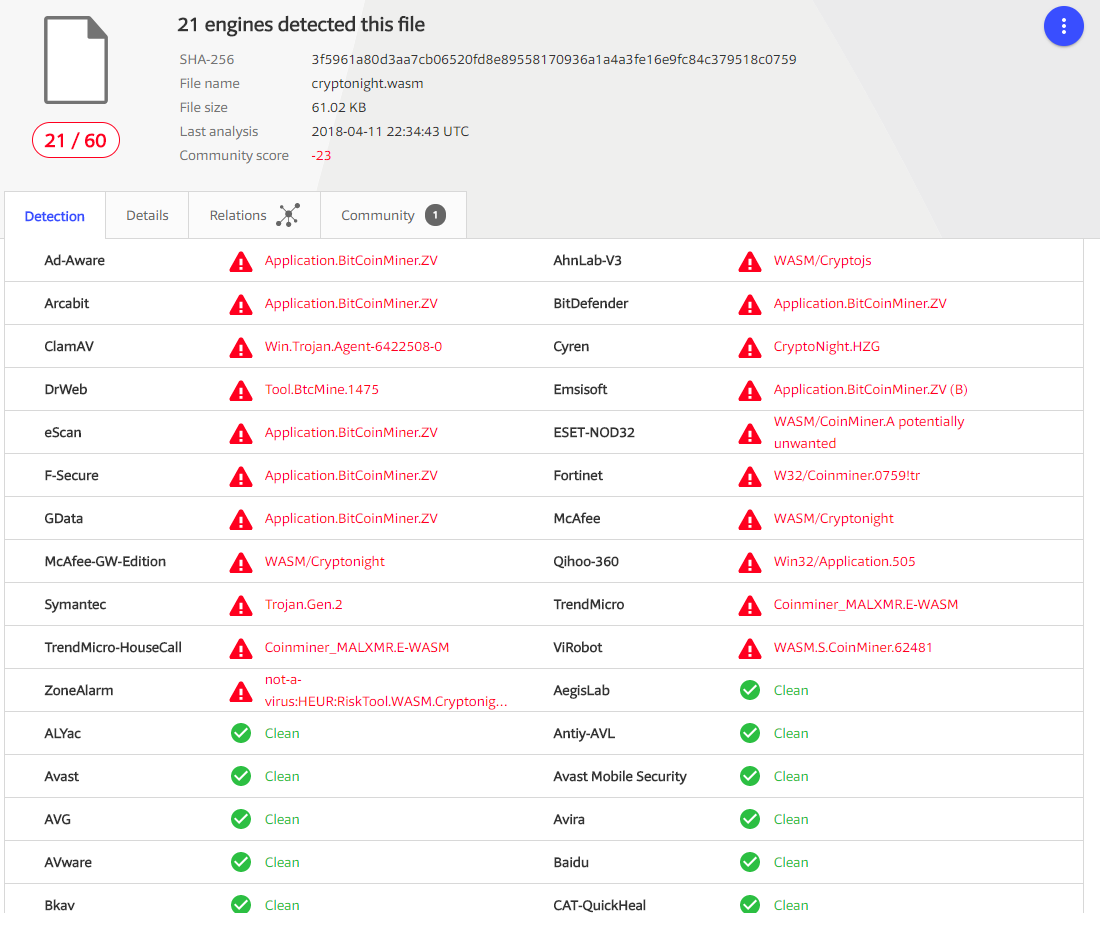 21 engines detected this file
SHA-256 3f5961a80d3aa7cb06520fd8e89558170936a1a4a3fe16e9fc84c379518c0759
File name cryptonight.wasm
File size 61.02 KB
Last analysis 2018-04-11 22:34:43 UTC
Community score -23
21 / 60
Detection Details Relations Community 1
Ad-Aware Application.BitCoinMiner.ZV AhnLab-V3 WASM/Cryptojs
Arcabit Application.BitCoinMiner.ZV BitDefender Application.BitCoinMiner.ZV
ClamAV Win.Trojan.Agent-6422508-0 Cyren CryptoNight.HZG
DrWeb Tool.BtcMine.1475 Emsisoft Application.BitCoinMiner.ZV (B)
eScan Application.BitCoinMiner.ZV ESET-NOD32 WASM/CoinMiner.A potentially
unwanted
F-Secure Application.BitCoinMiner.ZV Fortinet W32/Coinminer.0759!tr
GData Application.BitCoinMiner.ZV McAfee WASM/Cryptonight
McAfee-GW-Edition WASM/Cryptonight Qihoo-360 Win32/Application.505
Symantec Trojan.Gen.2 TrendMicro Coinminer_MALXMR.E-WASM
TrendMicro-HouseCall Coinminer_MALXMR.E-WASM ViRobot WASM.S.CoinMiner.62481
ZoneAlarm not-a-
virus:HEUR:RiskTool.WASM.Cryptonig... AegisLab Clean
ALYac Clean Antiy-AVL Clean
Avast Clean Avast Mobile Security Clean
AVG Clean Avira Clean
AVware Clean Baidu Clean
Bkav Clean CAT-QuickHeal Clean